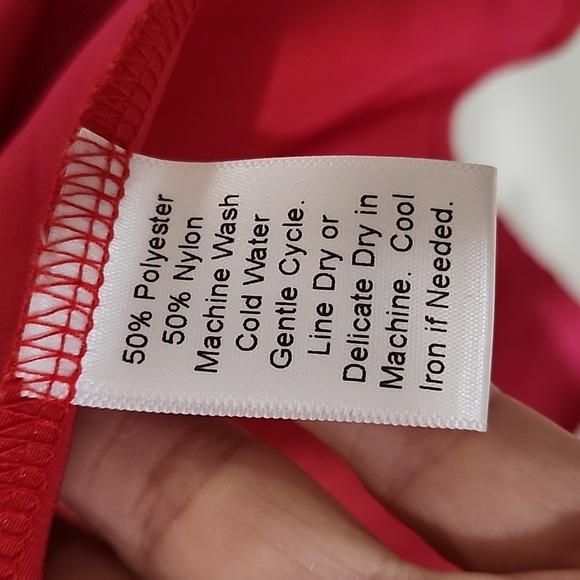 50% Polyester
50% Nylon
Machine Wash
Cold Water
Gentle Cycle.
Line Dry or
Delicate Dry in
Machine. Cool
Iron if Needed.